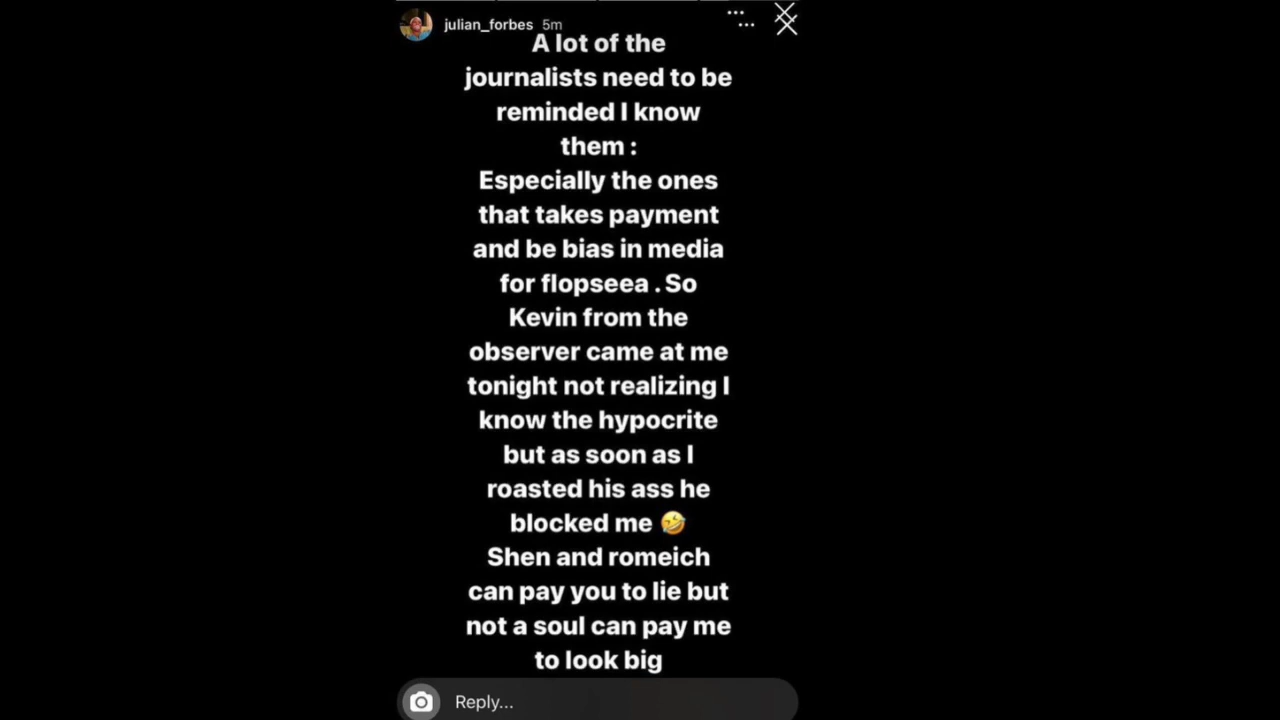 julian_forbes 5m
A lot of the
journalists need to be
reminded I know
them :
Especially the ones
that takes payment
and be bias in media
for flopseea . So
Kevin from the
observer came at me
tonight not realizing I
know the hypocrite
but as soon as I
roasted his ass he
blocked me 🤣
Shen and romeich
can pay you to lie but
not a soul can pay me
to look big
Reply...